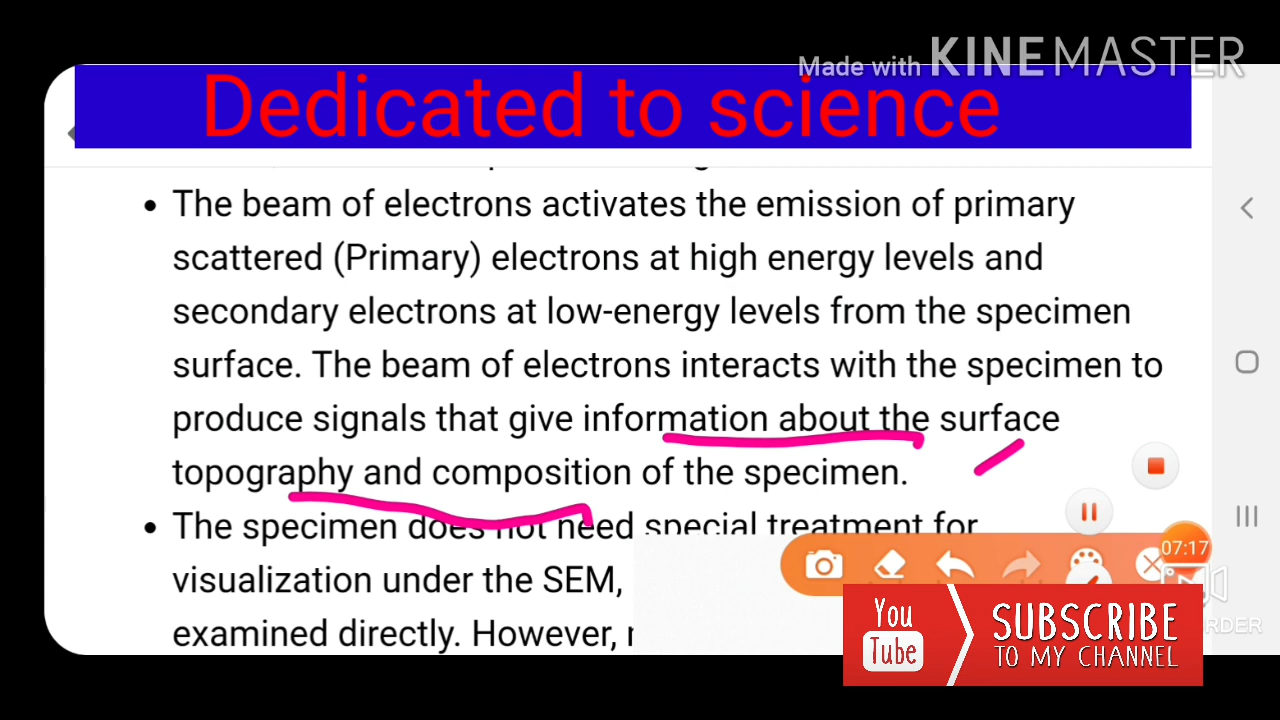 Made with KINEMASTER
Dedicated to science
• The beam of electrons activates the emission of primary
scattered (Primary) electrons at high energy levels and
secondary electrons at low-energy levels from the specimen
surface. The beam of electrons interacts with the specimen to
produce signals that give information about the surface
topography and composition of the specimen.
• The specimen does not need special treatment for
visualization under the SEM,
examined directly. However,
07:17
You
Tube
SUBSCRIBE
TO MY CHANNEL